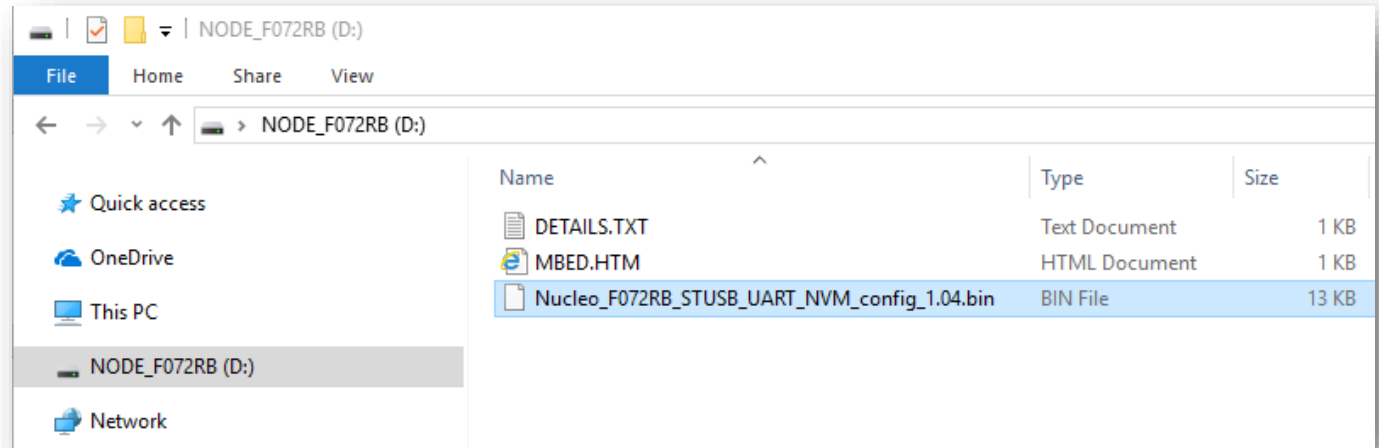 NODE_F072RB (D:)
File Home Share View
NODE_F072RB (D:)
Quick access
OneDrive
This PC
NODE_F072RB (D:)
Network
Name Type Size
DETAILS.TXT Text Document 1 KB
MBED.HTM HTML Document 1 KB
Nucleo_F072RB_STUSB_UART_NVM_config_1.04.bin BIN File 13 KB